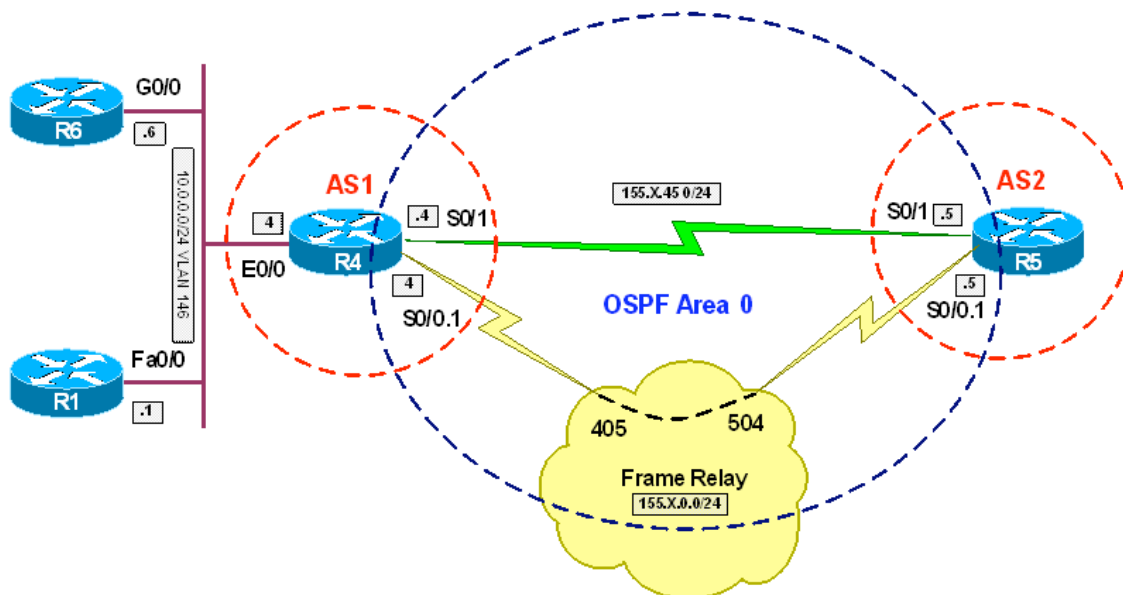 G0/0
R6
.6
10.0.0.0/24 VLAN 146
Fa0/0
R1
.1
AS1
4
E0/0
R4
.4
S0/1
4
S0/0.1
155.X.45 0/24
OSPF Area 0
AS2
S0/1
.5
R5
.5
S0/0.1
405
504
Frame Relay
155.X.0.0/24